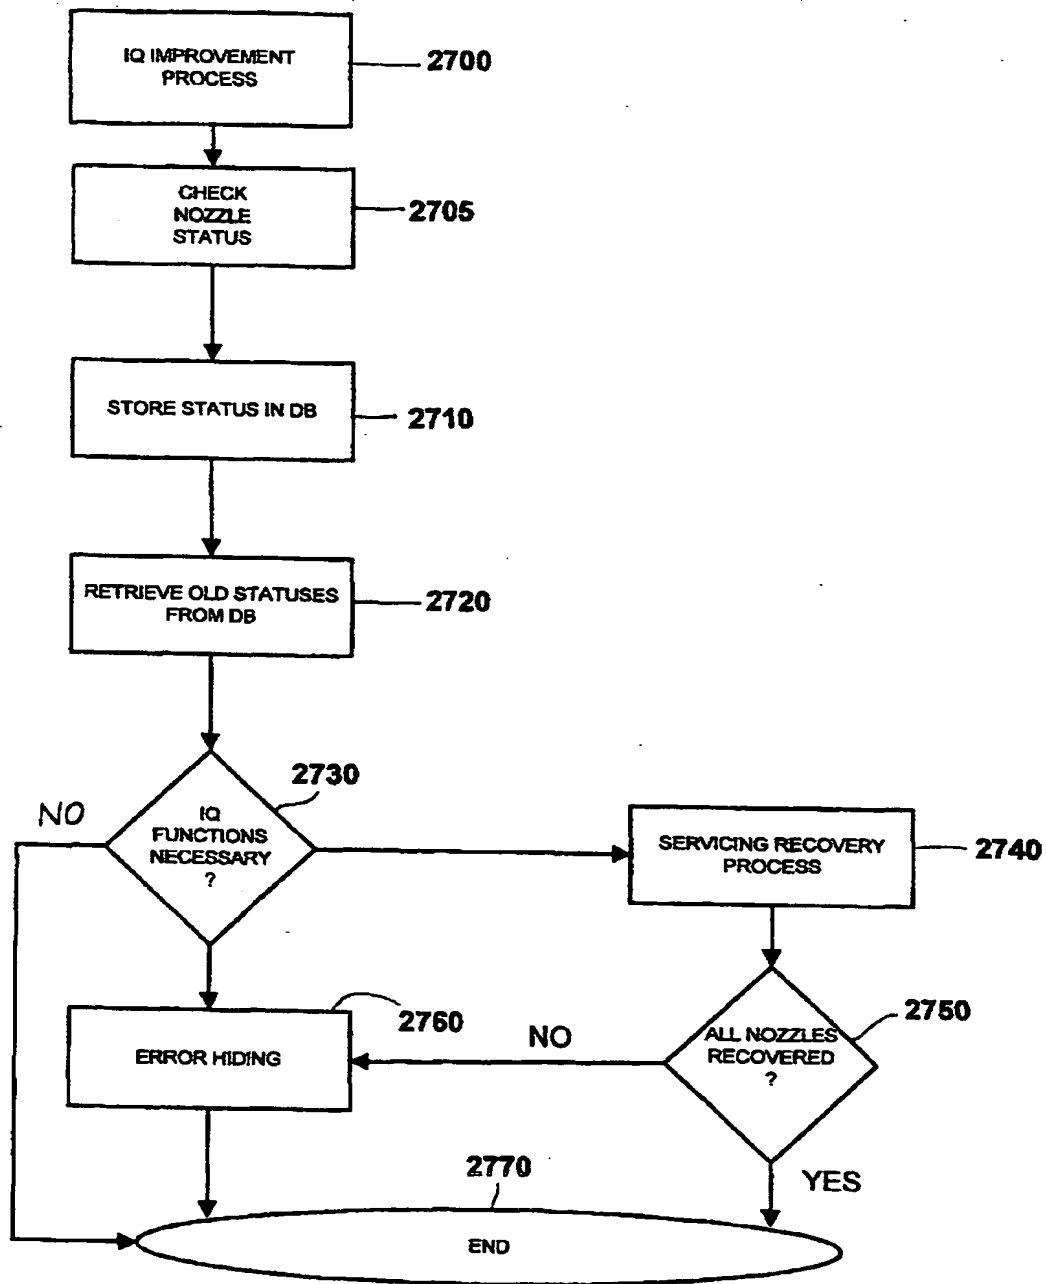 IQ IMPROVEMENT
PROCESS
2700
CHECK
NOZZLE
STATUS
2705
STORE STATUS IN DB
2710
RETRIEVE OLD STATUSES
FROM DB
2720
2730
NO
IQ
FUNCTIONS
NECESSARY
?
SERVICING RECOVERY
PROCESS
2740
2760
ERROR HIDING
NO
2750
ALL NOZZLES
RECOVERED
?
YES
2770
END